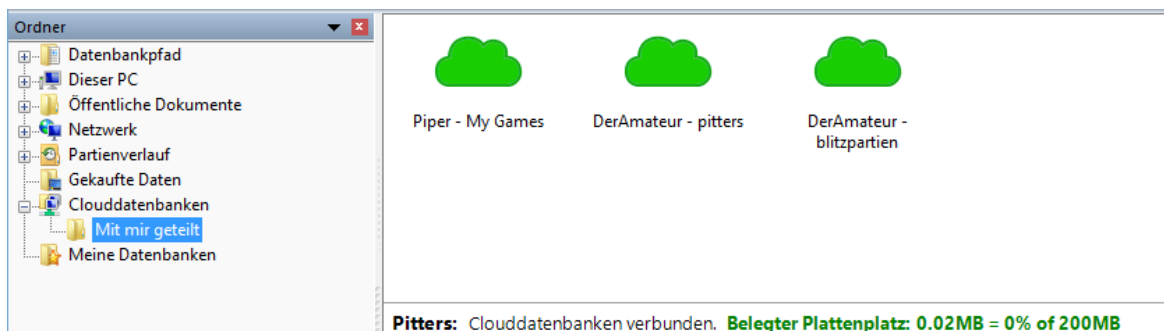 Ordner
Datenbankpfad
Dieser PC
Öffentliche Dokumente
Netzwerk
Partienverlauf
Gekaufte Daten
Clouddatenbanken
Mit mir geteilt
Meine Datenbanken
Piper - My Games
DerAmateur - pitters
DerAmateur -
blitzpartien
Pitters: Clouddatenbanken verbunden. Belegter Plattenplatz: 0.02MB = 0% of 200MB